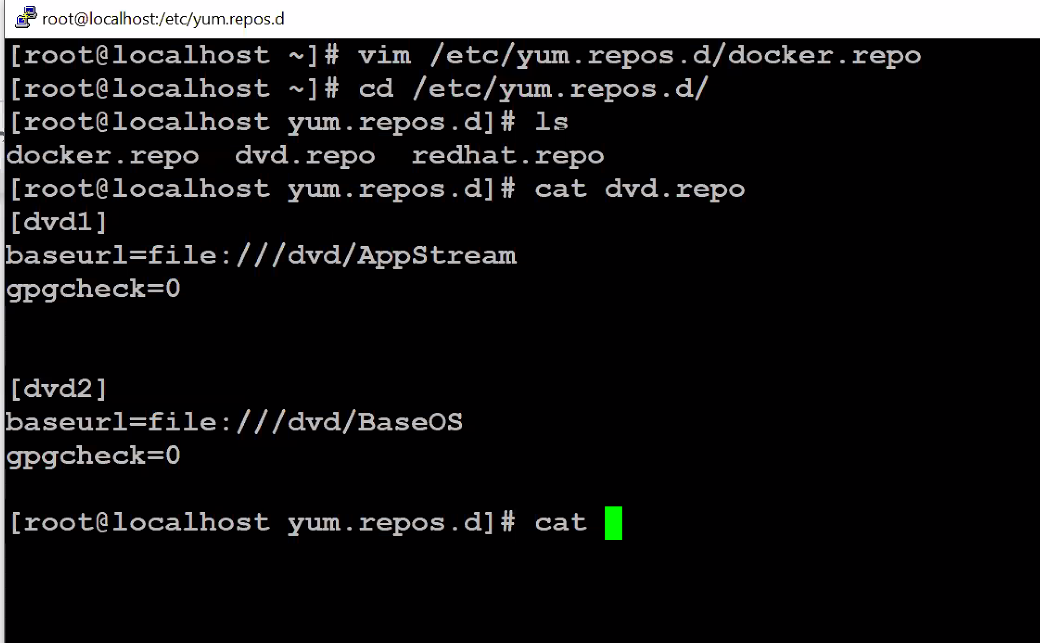 root@localhost:/etc/yum.repos.d
[root@localhost ~]# vim /etc/yum.repos.d/docker.repo
[root@localhost ~]# cd /etc/yum.repos.d/
[root@localhost yum.repos.d]# ls
docker.repo  dvd.repo  redhat.repo
[root@localhost yum.repos.d]# cat dvd.repo
[dvd1]
baseurl=file:///dvd/AppStream
gpgcheck=0
[dvd2]
baseurl=file:///dvd/BaseOS
gpgcheck=0
[root@localhost yum.repos.d]# cat